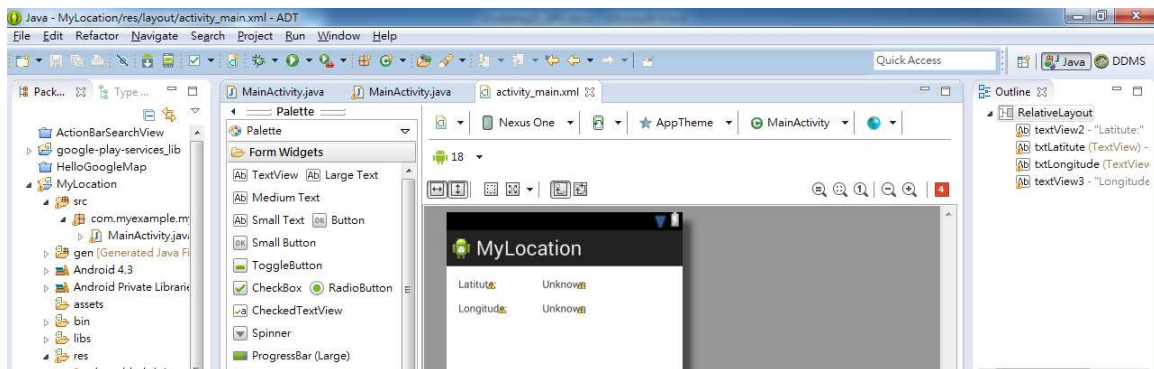 Java - MyLocation/res/layout/activity_main.xml - ADT
File Edit Refactor Navigate Search Project Run Window Help
Quick Access Java DDMS
Pack... Type... MainActivity.java MainActivity.java activity_main.xml Outline
Palette
Palette Nexus One AppTheme MainActivity
Form Widgets 18
TextView Large Text
Medium Text
Small Text Button
Small Button
ToggleButton
CheckBox RadioButton
CheckedTextView
Spinner
ProgressBar (Large)
ActionBarSearchView
google-play-services_lib
HelloGoogleMap
MyLocation
src
com.myexample.m
MainActivity.jav
gen [Generated Java Fi
Android 4.3
Android Private Librarie
assets
bin
libs
res
4
MyLocation
Latitute: Unknown
Longitude: Unknown
RelativeLayout
textView2 - "Latitute:"
txtLatitute (TextView) -
txtLongitude (TextView
textView3 - "Longitude